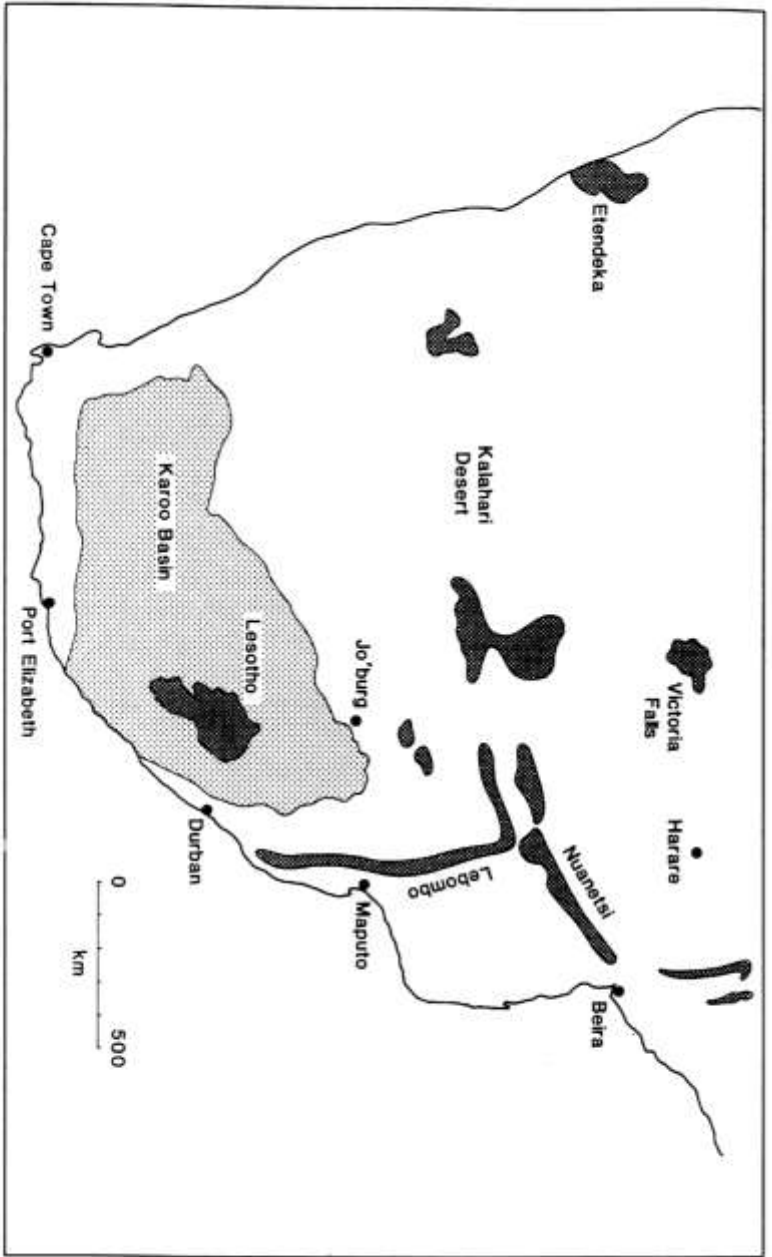 Etendeka
Victoria
Falls
Harare
Kalahari
Desert
Nuanetsi
Beira
Lebombo
Jo'burg
Maputo
Lesotho
Karoo Basin
Durban
Cape Town
Port Elizabeth
0
500
km